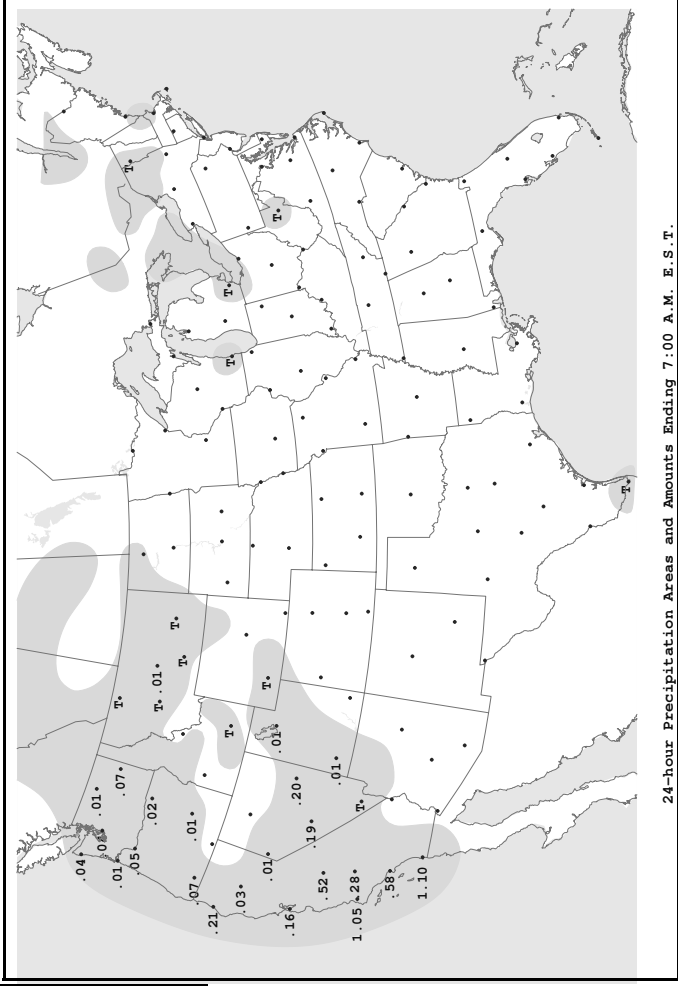 .04
.01
.01
.07
T
T
.05
.02
T
.01
T
T
.01
.07
.21
T
T
T
.03
.01
T
.01
T
.16
.20
.19
.52
.01
1.05 .28
T
.58
1.10
T
24-hour Precipitation Areas and Amounts Ending 7:00 A.M. E.S.T.